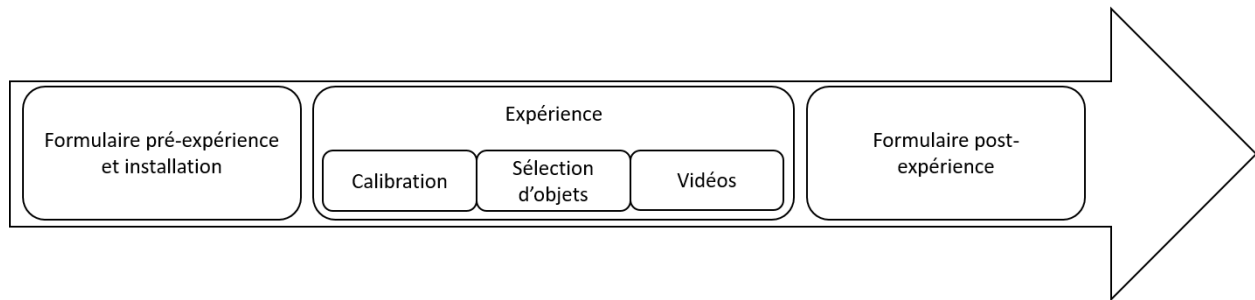 Formulaire pré-expérience
et installation
Expérience
Calibration
Sélection
d’objets
Vidéos
Formulaire post-
expérience